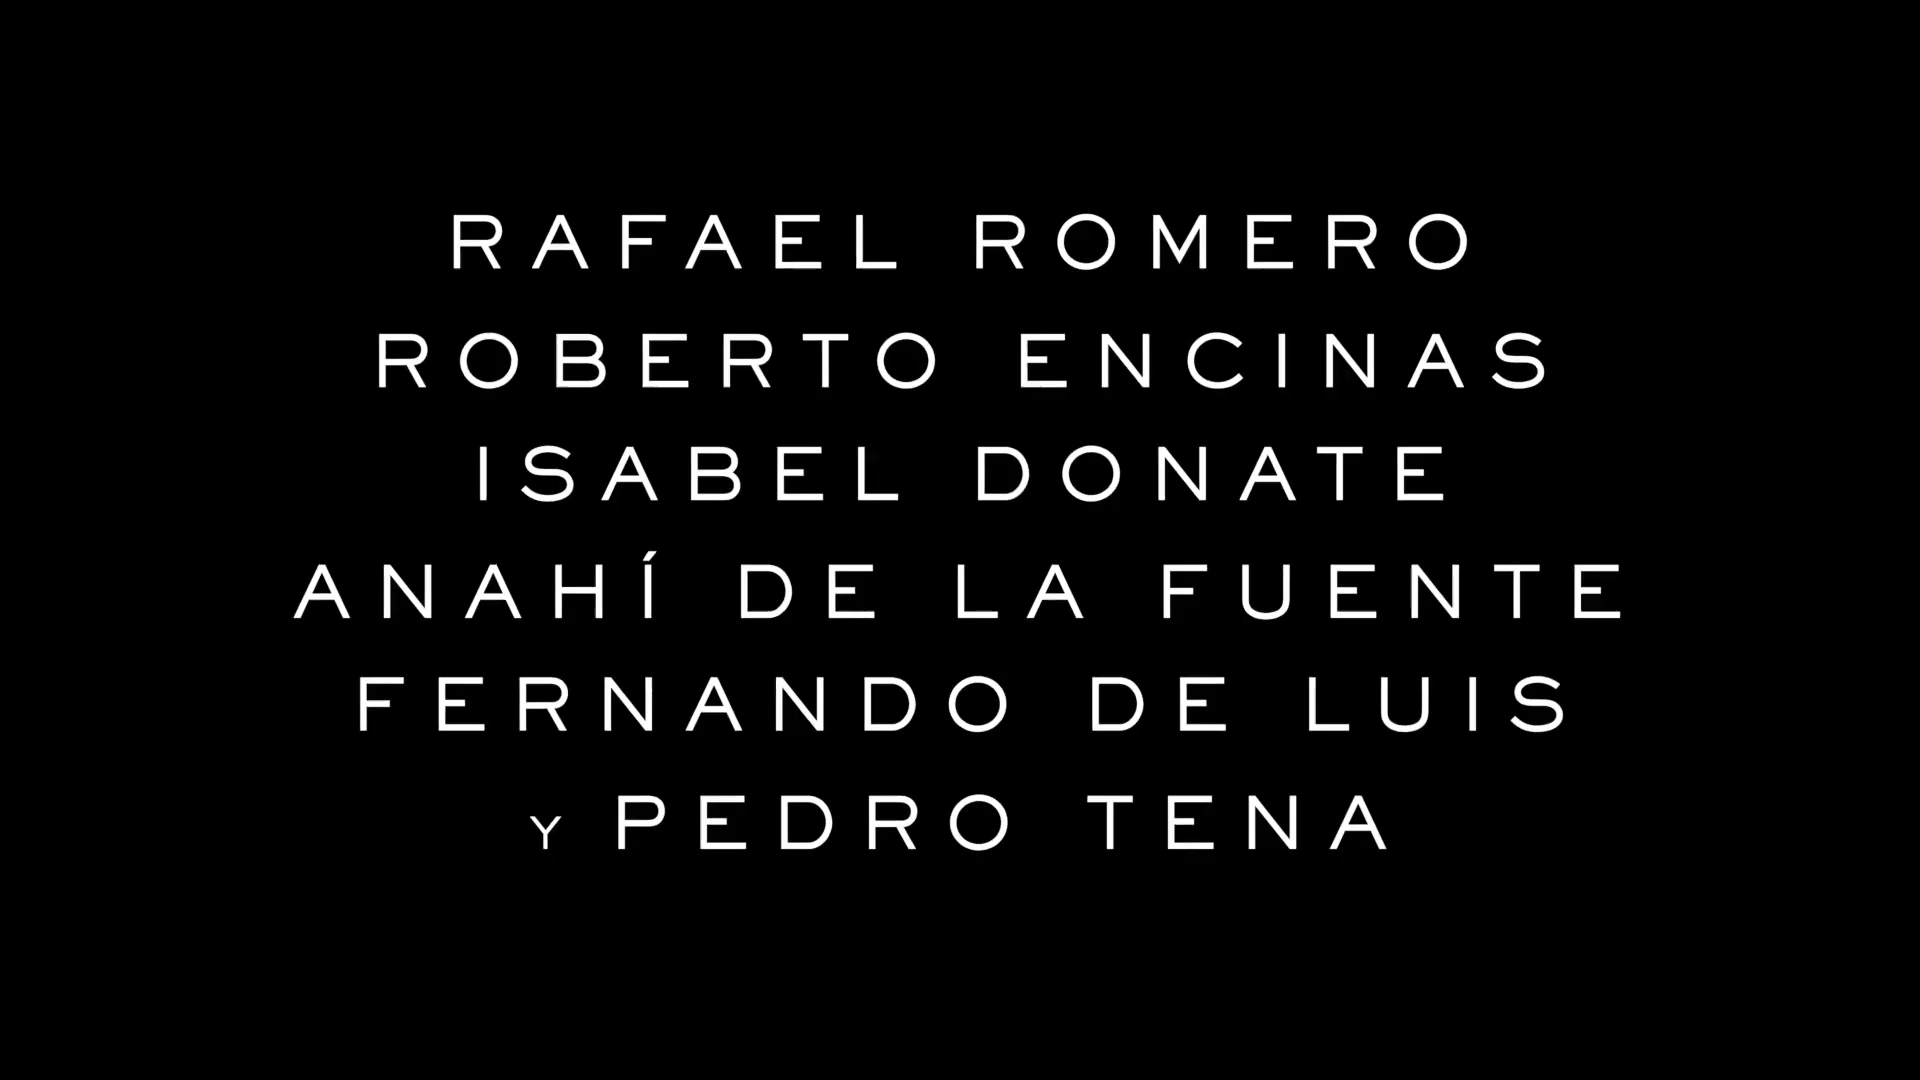 RAFAEL ROMERO
ROBERTO ENCINAS
ISABEL DONATE
ANAHÍ DE LA FUENTE
FERNANDO DE LUIS
Y PEDRO TENA